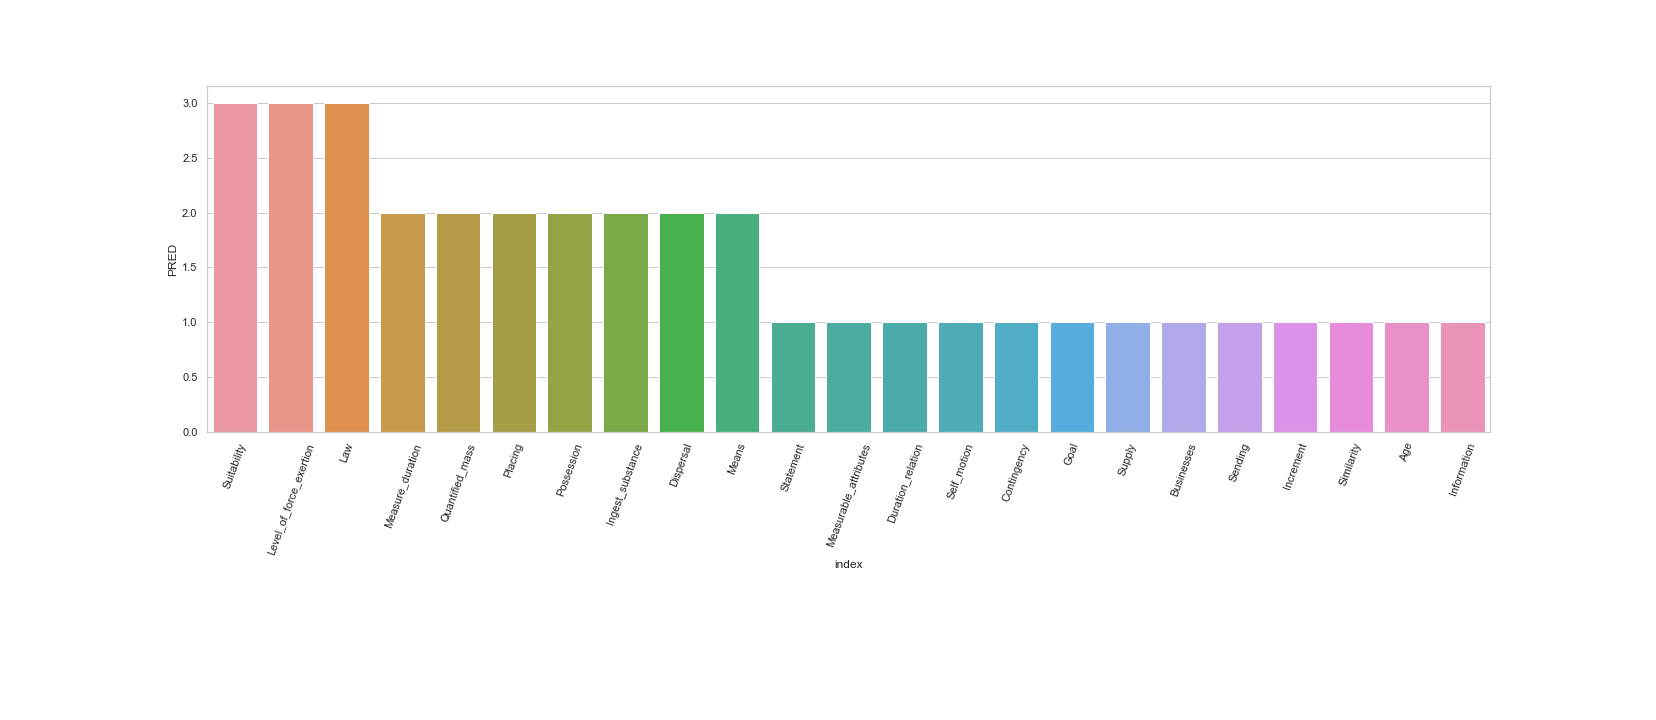 3.0
2.5
2.0
1.5
1.0
0.5
0.0
PRED
Suitability
Level_of_force_exertion
Law
Measure_duration
Quantified_mass
Placing
Possession
Ingest_substance
Dispersal
Means
Statement
Measurable_attributes
Duration_relation
Self_motion
Contingency
Goal
Supply
Businesses
Sending
Increment
Similarity
Age
Information
index